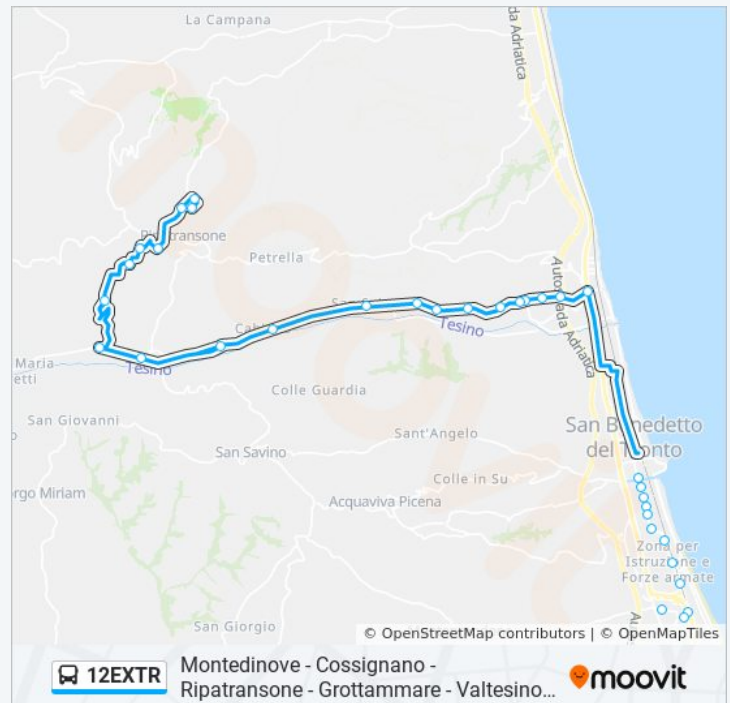 La Campana
da Adriatica
Autostrada Adriatica
Petrella
Tesino
Maria
etti
Tesino
Colle Guardia
San Giovanni
Sant'Angelo
San Benedetto
del Tronto
San Savino
Colle in Su
rgo Miriam
Acquaviva Picena
Zona per
Istruzione e
Forze armate
San Giorgio
© OpenStreetMap contributors | © OpenMapTiles
12EXTR
Montedinove - Cossignano -
Ripatransone - Grottammare - Valtesino...
moovit